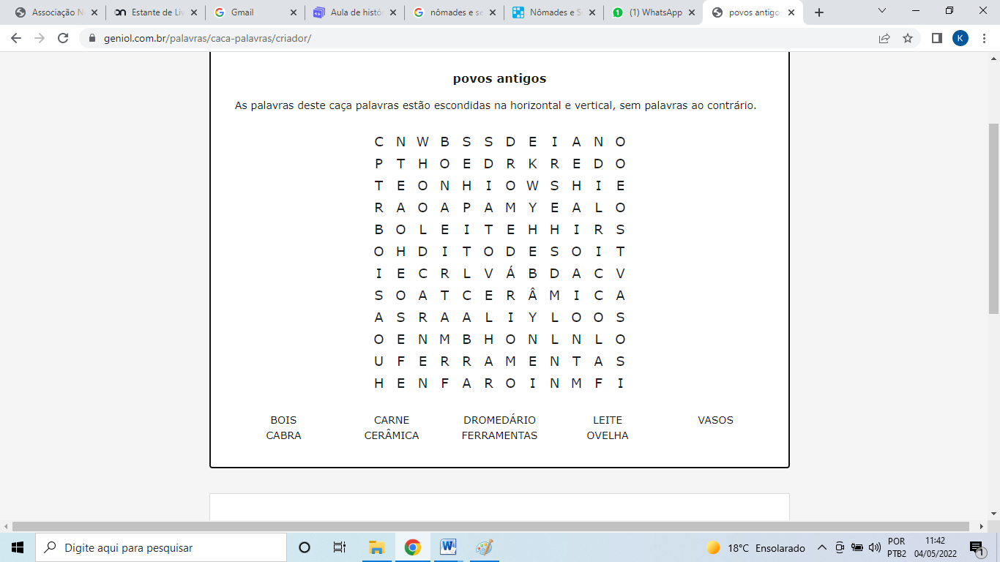 Associação N
Estante de Liv
Gmail
Aula de histór
nômades e se
Nômades e S
(1) WhatsApp
povos antigo
geniol.com.br/palavras/caca-palavras/criador/
K
povos antigos
As palavras deste caça palavras estão escondidas na horizontal e vertical, sem palavras ao contrário.
C N W B S S D E I A N O
P T H O E D R K R E D O
T E O N H I O W S H I E
R A O A P A M Y E A L O
B O L E I T E H H I R S
O H D I T O D E S O I T
I E C R L V Á B D A C V
S O A T C E R Â M I C A
A S R A A L I Y L O O S
O E N M B H O N L N L O
U F E R R A M E N T A S
H E N F A R O I N M F I
BOIS CARNE DROMEDÁRIO LEITE VASOS
CABRA CERÂMICA FERRAMENTAS OVELHA
Digite aqui para pesquisar
18°C Ensolarado
POR
PTB2
11:42
04/05/2022
1